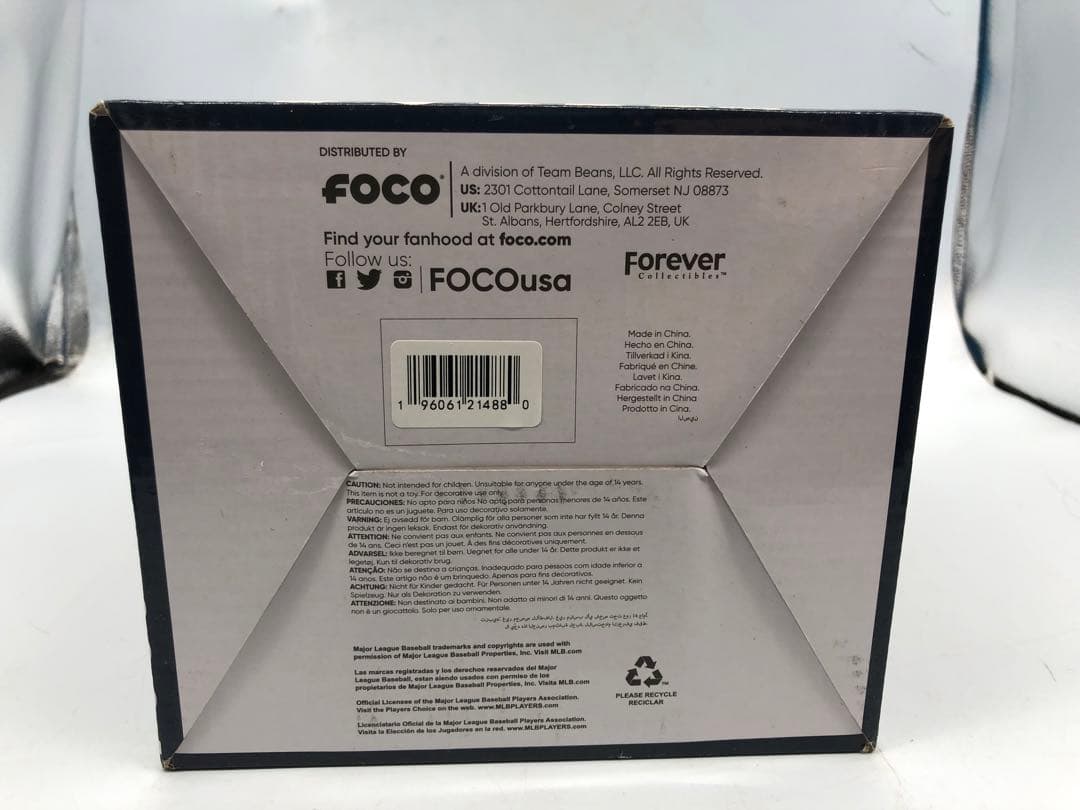 DISTRIBUTED BY
FOCO®
A division of Team Beans, LLC. All Rights Reserved.
US: 2301 Cottontail Lane, Somerset NJ 08873
UK:1 Old Parkbury Lane, Colney Street
St. Albans, Hertfordshire, AL2 2EB, UK
Find your fanhood at foco.com
Follow us:
FOCOusa
Forever
Collectibles™
1 96061 21488 0
Made in China.
Hecho en China.
Tillverkad i Kina.
Fabriqué en Chine.
Lavet i Kina.
Fabricado na China.
Hergestellt in China
Prodotto in Cina.
CAUTION: Not intended for children. Unsuitable for anyone under the age of 14 years.
This item is not a toy. For decorative use only.
PRECAUCIONES: No apto para niños No apto para personas menores de 14 años. Este
artículo no es un juguete. Para uso decorativo solamente.
VARNING: Ej avsedd för barn. Olämplig för alla personer som inte har fyllt 14 år. Denna
produkt är ingen leksak. Endast för dekorativ användning.
ATTENTION: Ne convient pas aux enfants. Ne convient pas aux personnes en dessous
de 14 ans. Ceci n'est pas un jouet. À des fins décoratives uniquement.
ADVARSEL: Ikke beregnet til børn. Uegnet for alle under 14 år. Dette produkt er ikke et
legetøj. Kun til dekorativ brug.
ATENÇÃO: Não se destina a crianças. Inadequado para pessoas com idade inferior a
14 anos. Este artigo não é um brinquedo. Apenas para fins decorativos.
ACHTUNG: Nicht für Kinder gedacht. Für Personen unter 14 Jahren nicht geeignet. Kein
Spielzeug. Nur als Dekoration zu verwenden.
ATTENZIONE: Non destinato ai bambini. Non adatto ai minori di 14 anni. Questo oggetto
non è un giocattolo. Solo per uso ornamentale.
Major League Baseball trademarks and copyrights are used with
permission of Major League Baseball Properties, Inc. Visit MLB.com
Las marcas registradas y los derechos reservados del Major
League Baseball, estan siendo usados con permiso de los
propietarios de Major League Baseball Properties, Inc. Visita MLB.com
Official Licensee of the Major League Baseball Players Association.
Visit the Players Choice on the web. www.MLBPLAYERS.com
Licenciatario Oficial de la Major League Baseball Players Association.
Visita la Elección de los Jugadores en la red. www.MLBPLAYERS.com
PLEASE RECYCLE
RECICLAR